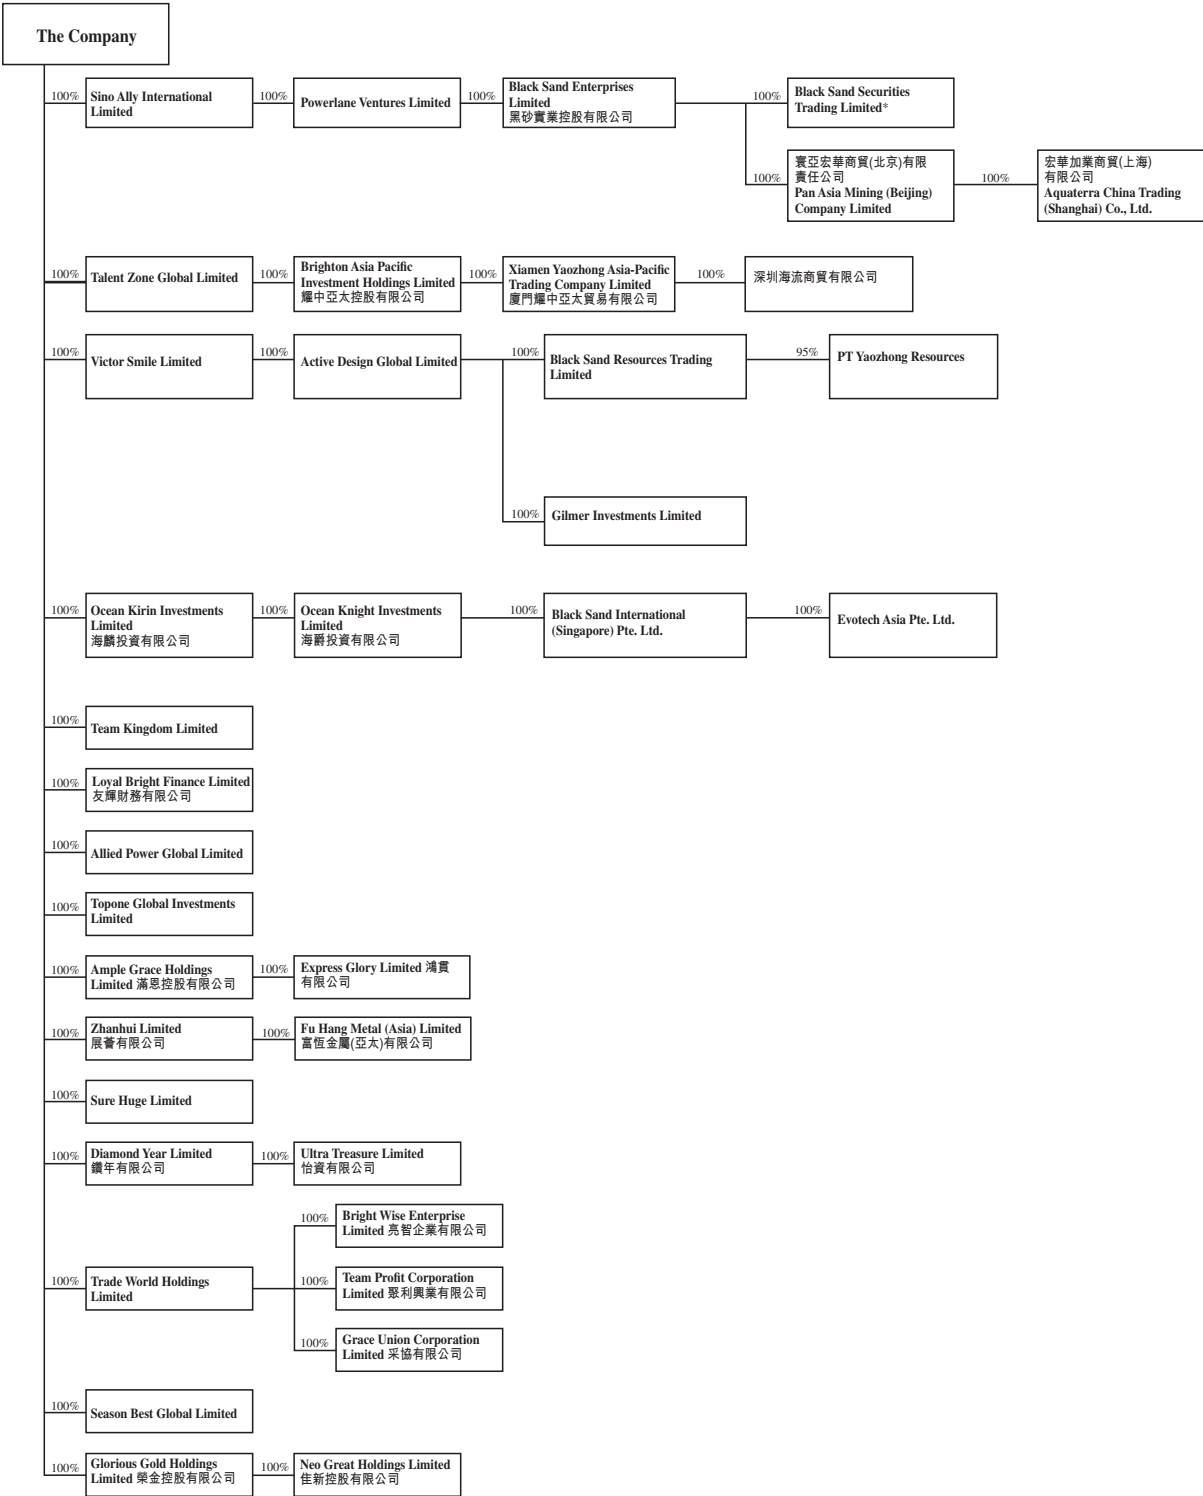 The Company
100%
Sino Ally International
Limited
100%
Powerlane Ventures Limited
100%
Black Sand Enterprises
Limited
黑砂實業控股有限公司
100%
Black Sand Securities
Trading Limited*
100%
寰亞宏華商貿(北京)有限
責任公司
Pan Asia Mining (Beijing)
Company Limited
100%
宏華加業商貿(上海)
有限公司
Aquaterra China Trading
(Shanghai) Co., Ltd.
100%
Talent Zone Global Limited
100%
Brighton Asia Pacific
Investment Holdings Limited
耀中亞太控股有限公司
100%
Xiamen Yaozhong Asia-Pacific
Trading Company Limited
廈門耀中亞太貿易有限公司
100%
深圳海流商貿有限公司
100%
Victor Smile Limited
100%
Active Design Global Limited
100%
Black Sand Resources Trading
Limited
95%
PT Yaozhong Resources
100%
Gilmer Investments Limited
100%
Ocean Kirin Investments
Limited
海麟投資有限公司
100%
Ocean Knight Investments
Limited
海爵投資有限公司
100%
Black Sand International
(Singapore) Pte. Ltd.
100%
Evotech Asia Pte. Ltd.
100%
Team Kingdom Limited
100%
Loyal Bright Finance Limited
友輝財務有限公司
100%
Allied Power Global Limited
100%
Topone Global Investments
Limited
100%
Ample Grace Holdings
Limited 滿恩控股有限公司
100%
Express Glory Limited 鴻貫
有限公司
100%
Zhanhui Limited
展薈有限公司
100%
Fu Hang Metal (Asia) Limited
富恆金屬(亞太)有限公司
100%
Sure Huge Limited
100%
Diamond Year Limited
鑽年有限公司
100%
Ultra Treasure Limited
怡資有限公司
100%
Trade World Holdings
Limited
100%
Bright Wise Enterprise
Limited 亮智企業有限公司
100%
Team Profit Corporation
Limited 聚利興業有限公司
100%
Grace Union Corporation
Limited 采協有限公司
100%
Season Best Global Limited
100%
Glorious Gold Holdings
Limited 榮金控股有限公司
100%
Neo Great Holdings Limited
佳新控股有限公司